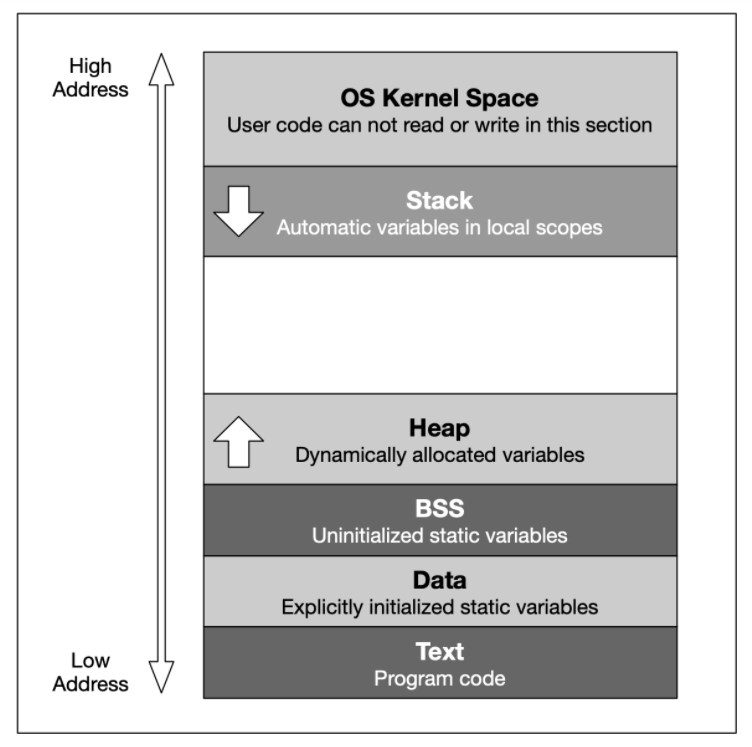 High
Address
OS Kernel Space
User code can not read or write in this section
Stack
Automatic variables in local scopes
Heap
Dynamically allocated variables
BSS
Uninitialized static variables
Data
Explicitly initialized static variables
Low
Address
Text
Program code